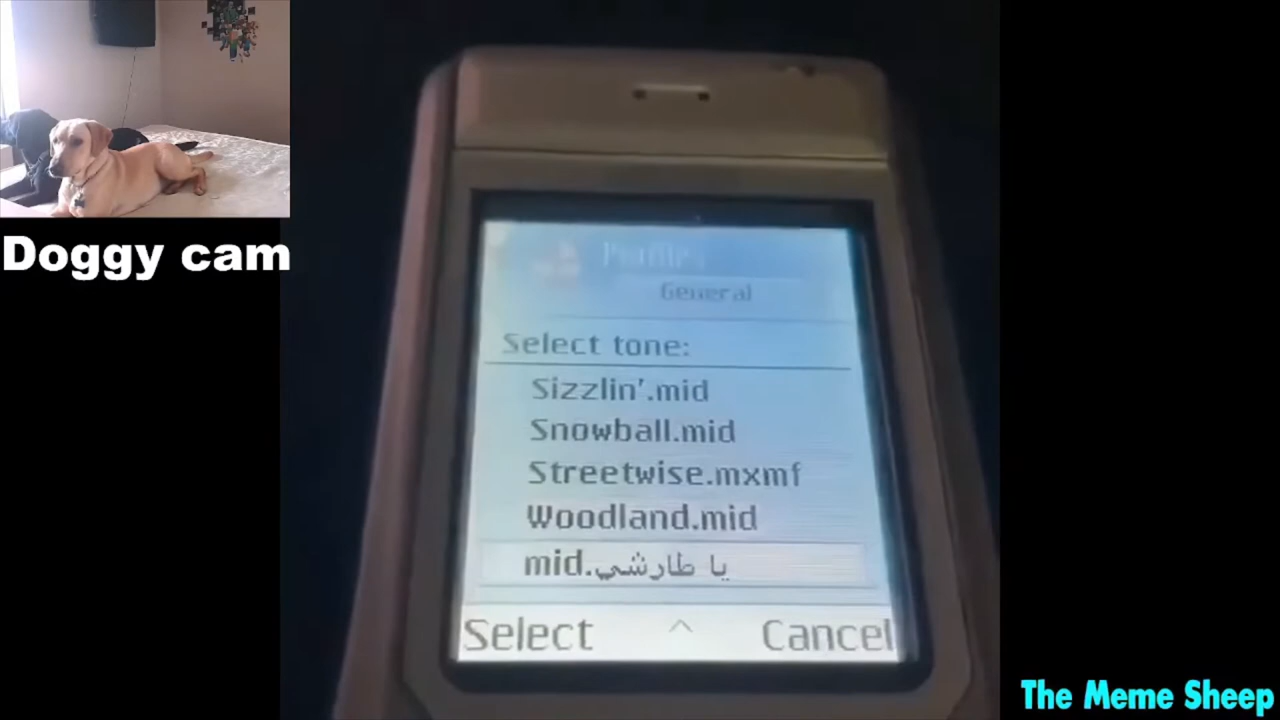 Doggy cam
Profiles
General
Select tone:
Sizzlin'.mid
Snowball.mid
Streetwise.mxmf
Woodland.mid
يا طارشي.mid
Select
Cancel
The Meme Sheep